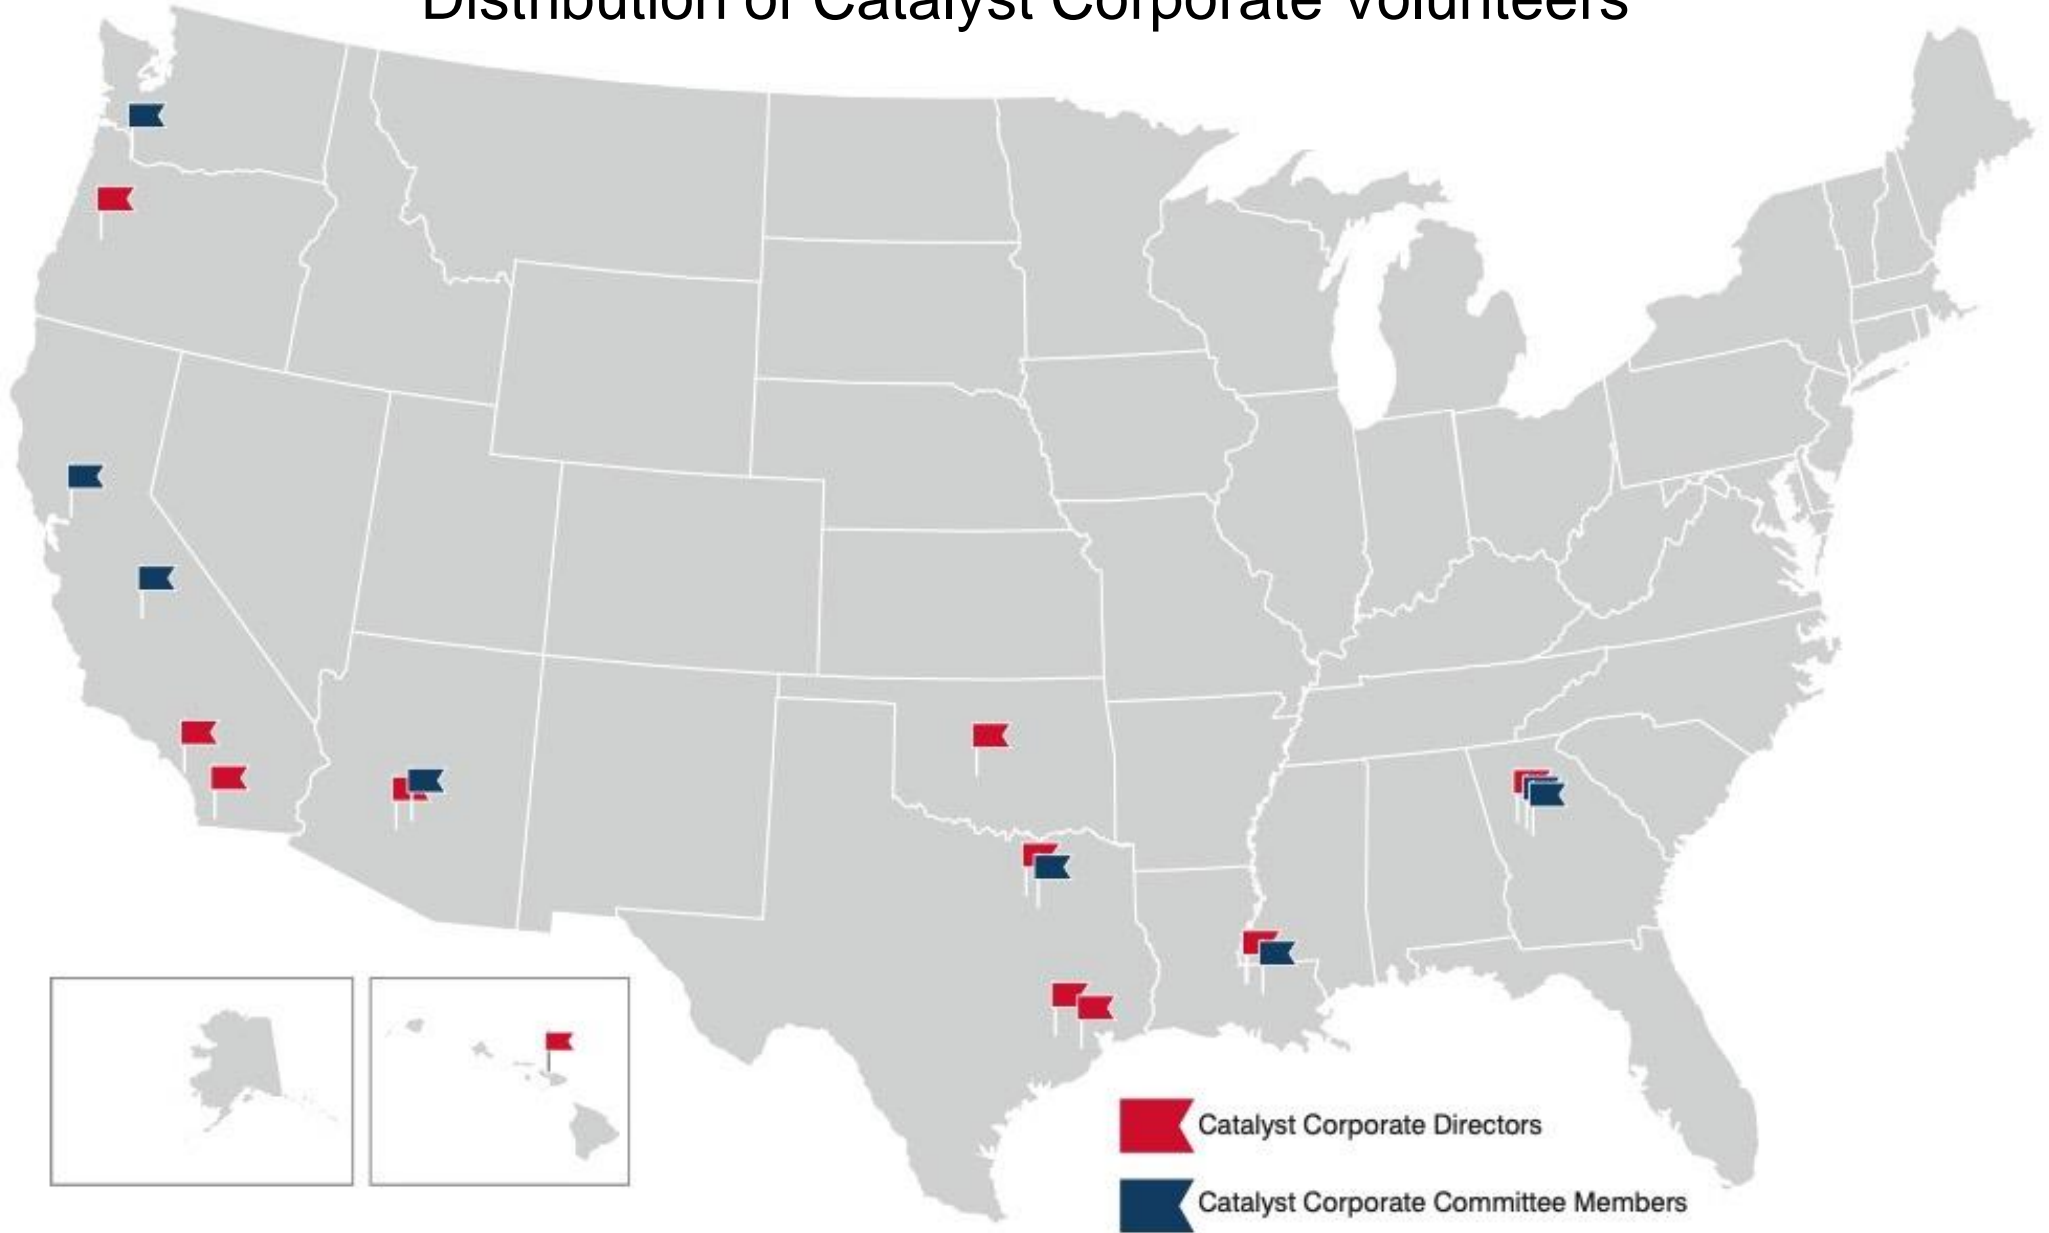 Distribution of Catalyst Corporate Volunteers
Catalyst Corporate Directors
Catalyst Corporate Committee Members